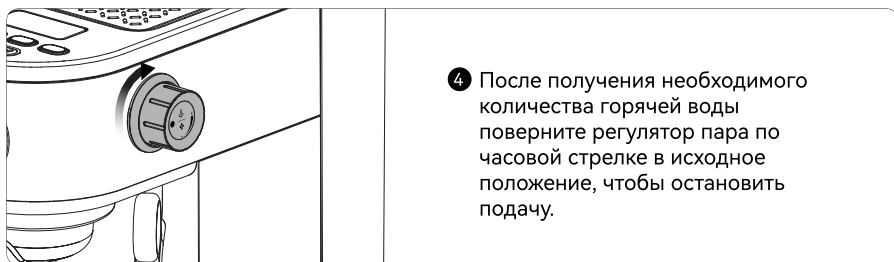 4 После получения необходимого
количества горячей воды
поверните регулятор пара по
часовой стрелке в исходное
положение, чтобы остановить
подачу.